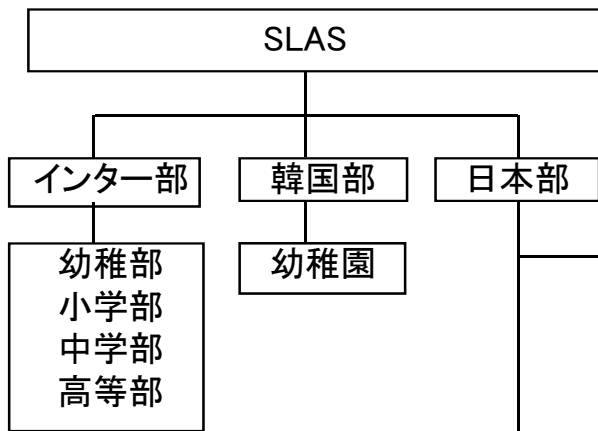 SLAS
インター部
韓国部
日本部
幼稚部
小学部
中学部
高等部
幼稚園